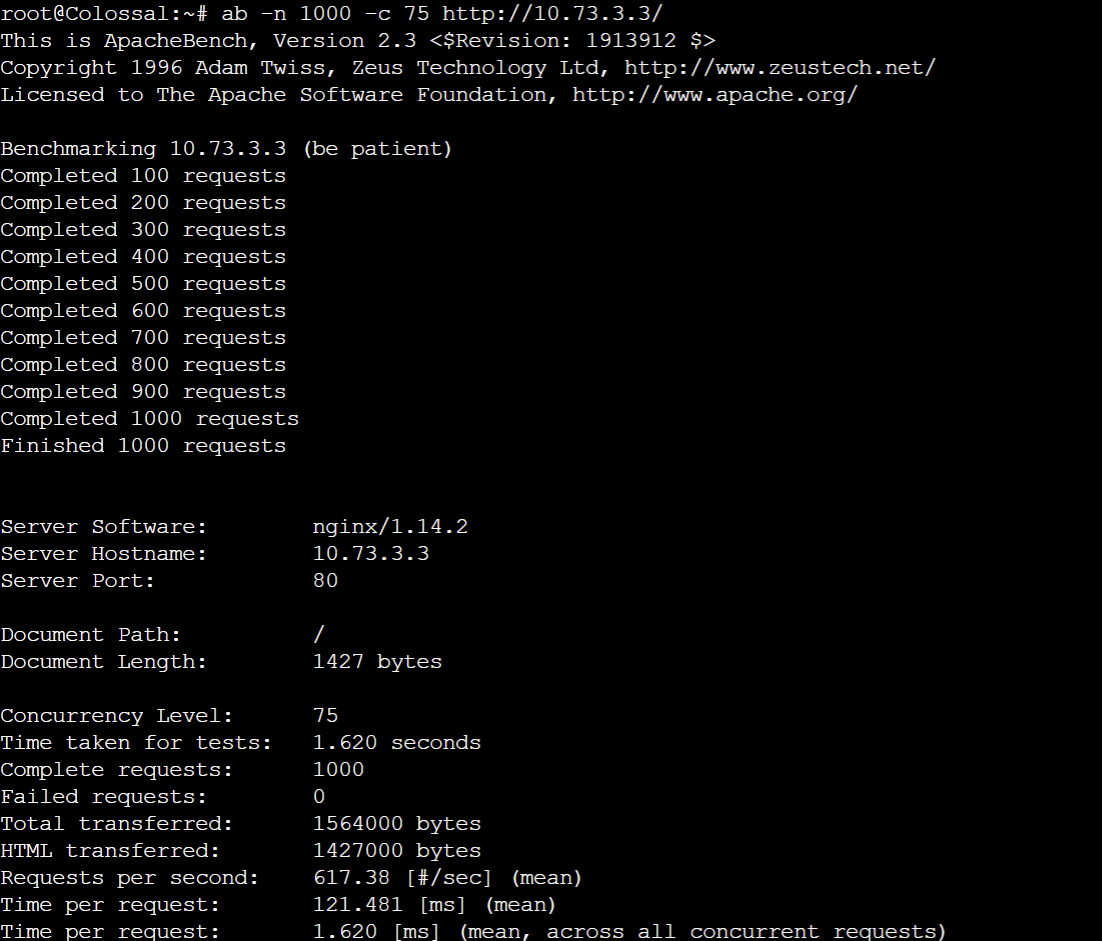 root@Colossal:~# ab -n 1000 -c 75 http://10.73.3.3/
This is ApacheBench, Version 2.3 <$Revision: 1913912 $>
Copyright 1996 Adam Twiss, Zeus Technology Ltd, http://www.zeustech.net/
Licensed to The Apache Software Foundation, http://www.apache.org/

Benchmarking 10.73.3.3 (be patient)
Completed 100 requests
Completed 200 requests
Completed 300 requests
Completed 400 requests
Completed 500 requests
Completed 600 requests
Completed 700 requests
Completed 800 requests
Completed 900 requests
Completed 1000 requests
Finished 1000 requests


Server Software:        nginx/1.14.2
Server Hostname:        10.73.3.3
Server Port:            80

Document Path:          /
Document Length:        1427 bytes

Concurrency Level:      75
Time taken for tests:   1.620 seconds
Complete requests:      1000
Failed requests:        0
Total transferred:      1564000 bytes
HTML transferred:       1427000 bytes
Requests per second:    617.38 [#/sec] (mean)
Time per request:       121.481 [ms] (mean)
Time per request:       1.620 [ms] (mean, across all concurrent requests)